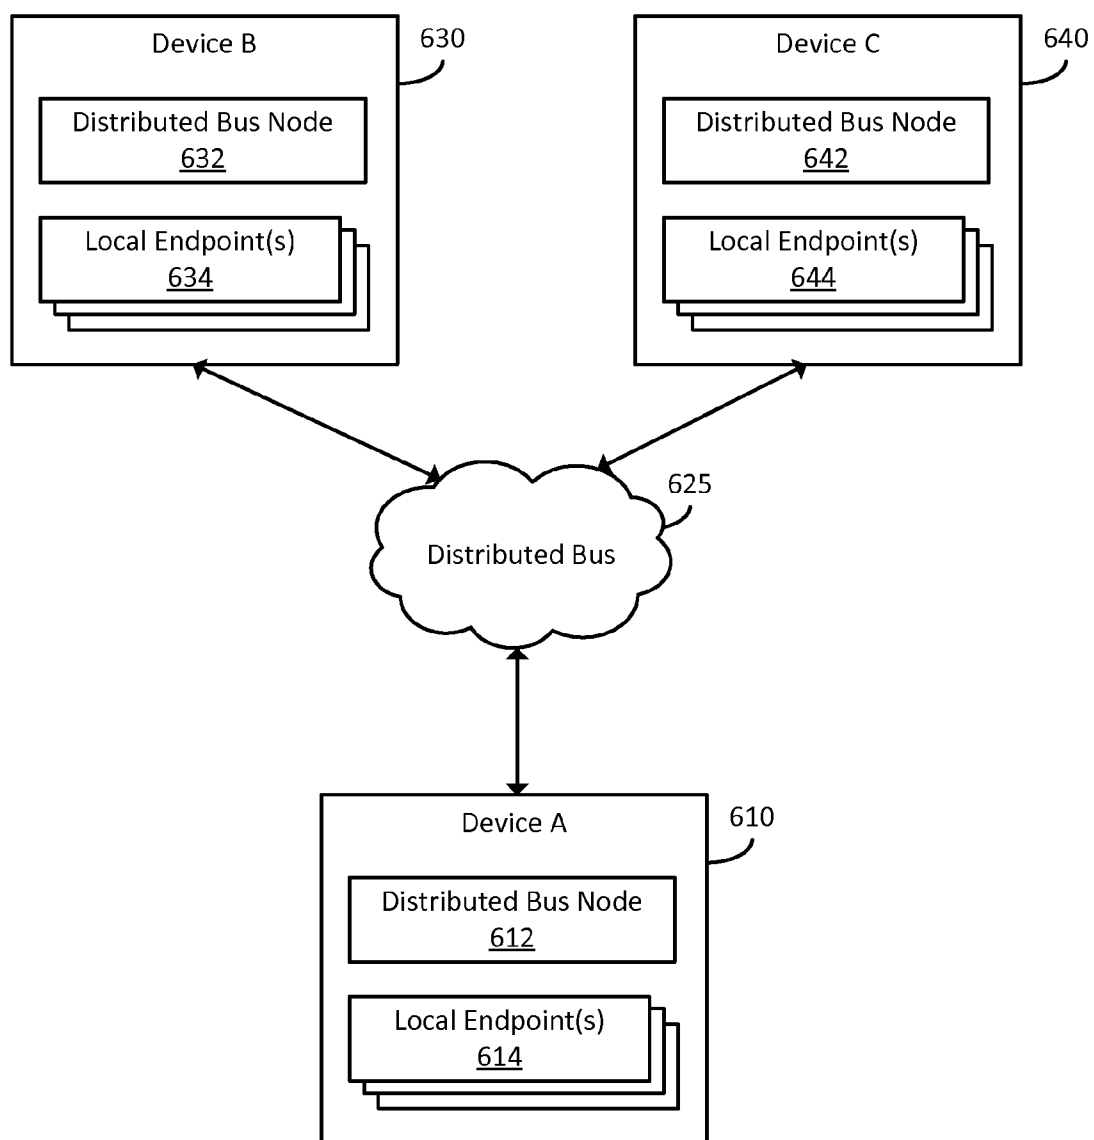 Device B
630
Distributed Bus Node
632
Local Endpoint(s)
634
Device C
640
Distributed Bus Node
642
Local Endpoint(s)
644
625
Distributed Bus
Device A
610
Distributed Bus Node
612
Local Endpoint(s)
614